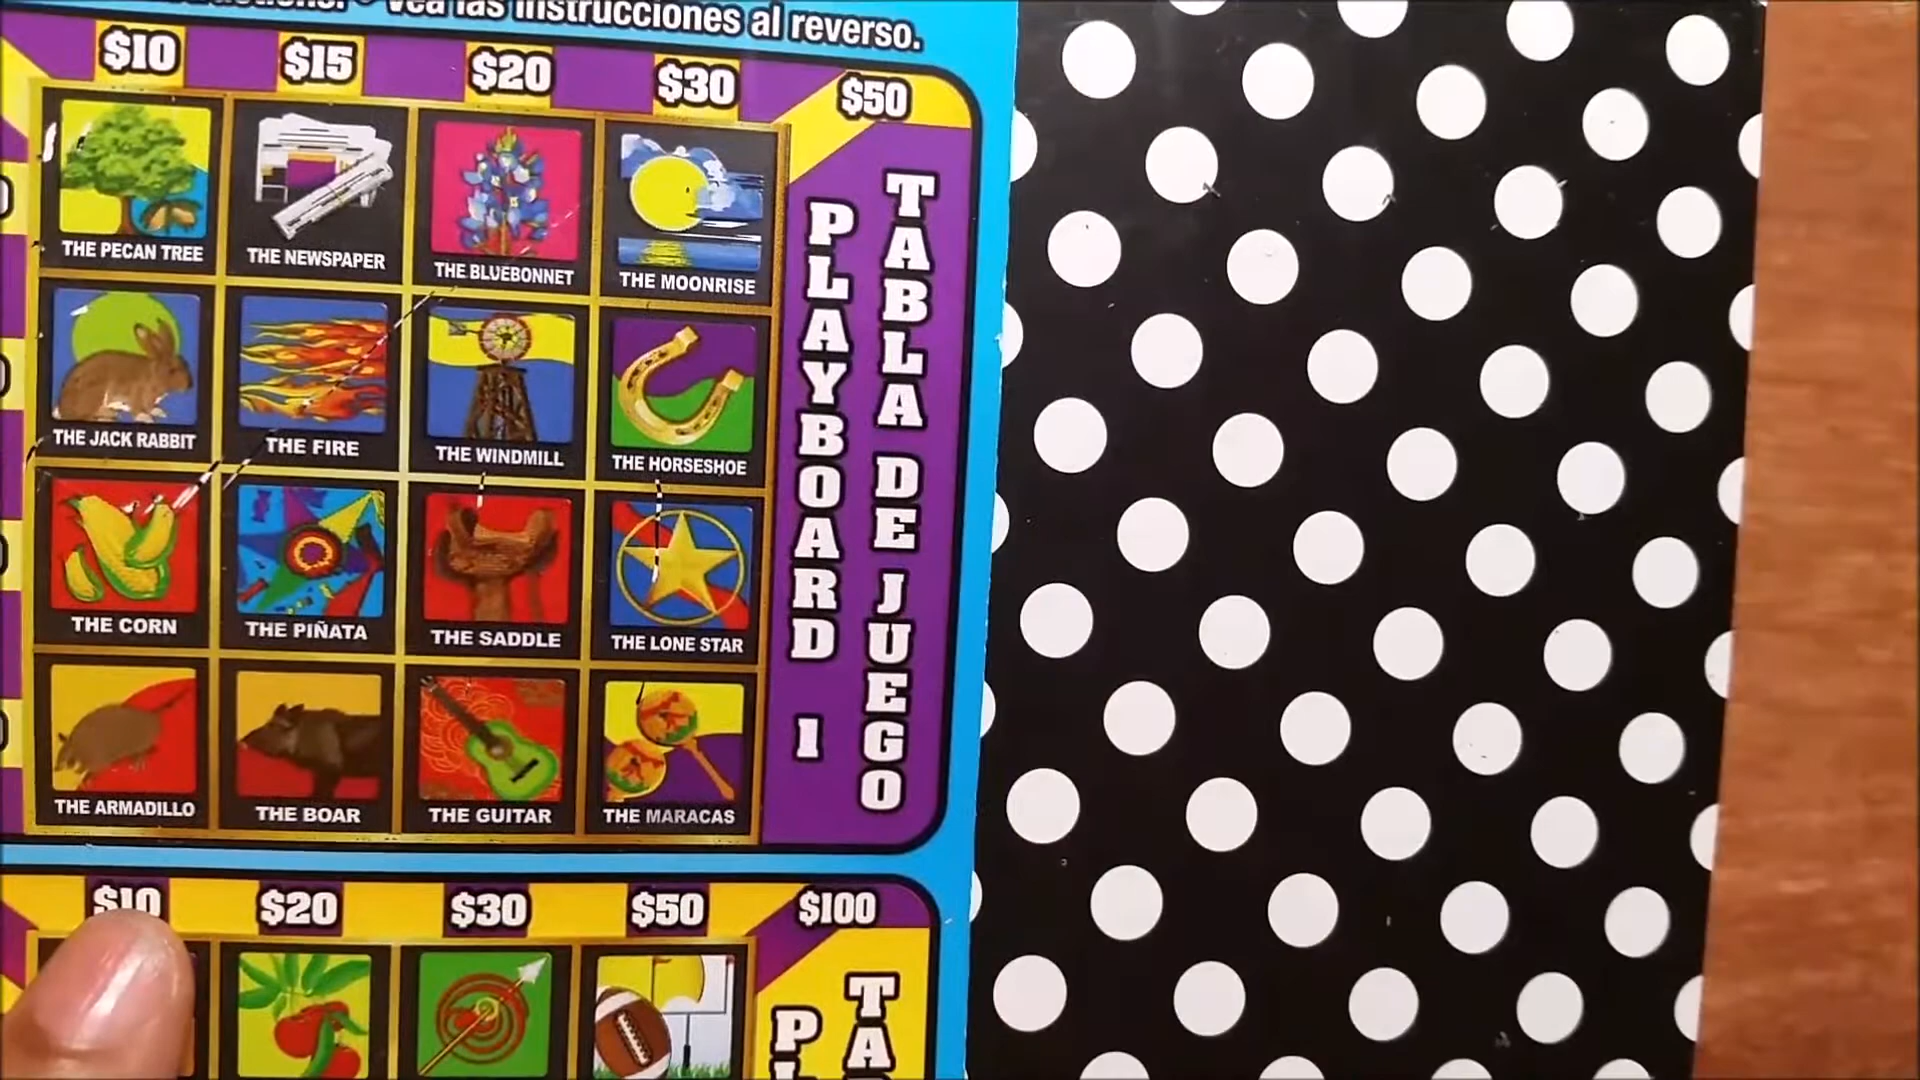 Vea las instrucciones al reverso.
$10 $15 $20 $30 $50
THE PECAN TREE THE NEWSPAPER THE BLUEBONNET THE MOONRISE
THE JACK RABBIT THE FIRE THE WINDMILL THE HORSESHOE
THE CORN THE PIÑATA THE SADDLE THE LONE STAR
THE ARMADILLO THE BOAR THE GUITAR THE MARACAS
PLAYBOARD 1
TABLA DE JUEGO
$10 $20 $30 $50 $100